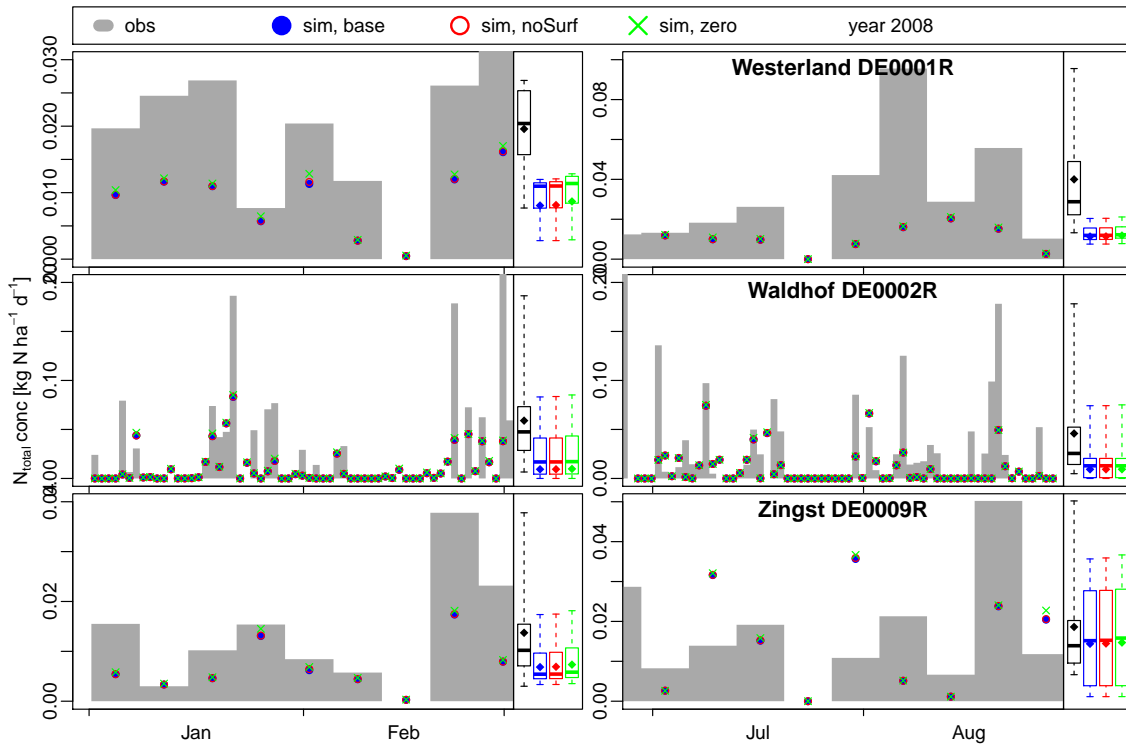 obs sim, base sim, noSurf sim, zero year 2008
Westerland DE0001R
0.000 0.010 0.020 0.030
0.00 0.04 0.08
Waldhof DE0002R
0.00 0.10 0.20
0.00 0.10 0.20
Zingst DE0009R
0.00 0.02 0.04
0.00 0.02 0.04
Ntotal conc [kg N ha−1 d−1]
Jan Feb Jul Aug